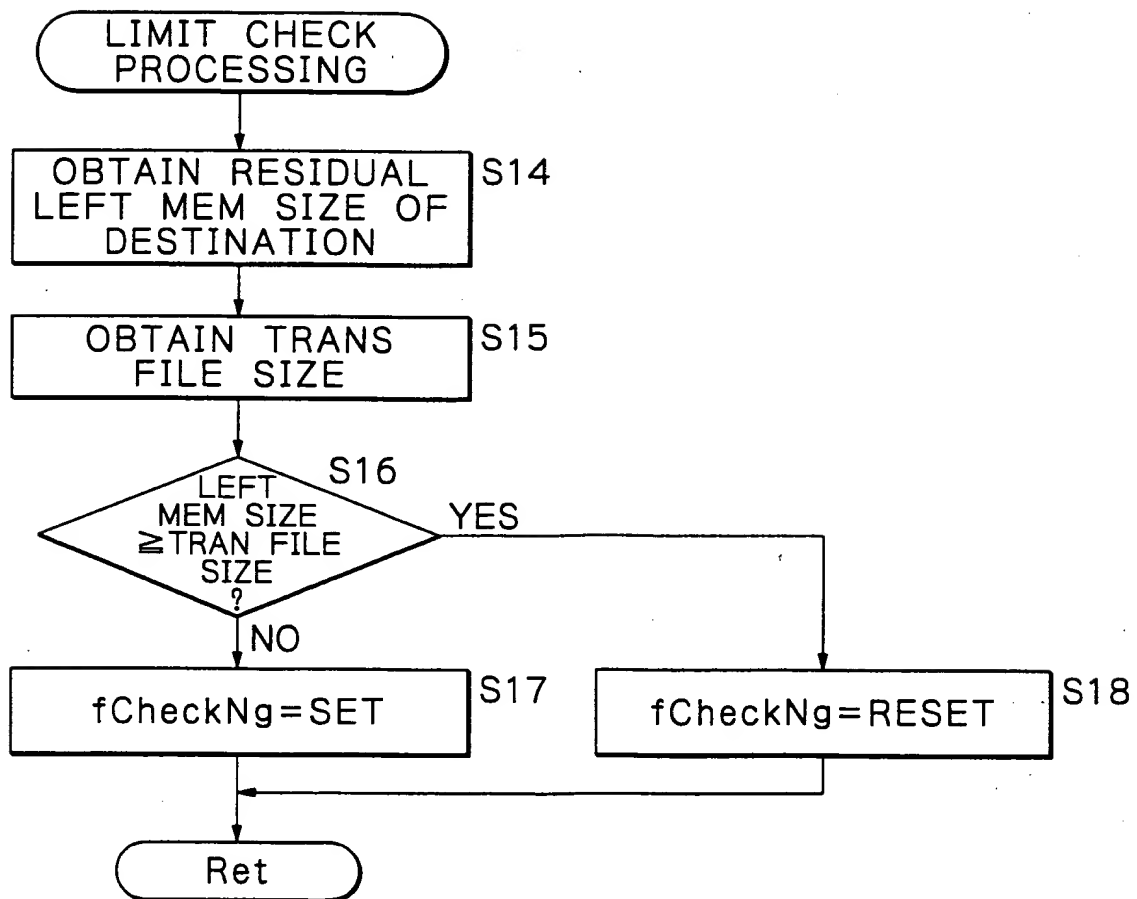 LIMIT CHECK
PROCESSING
OBTAIN RESIDUAL
LEFT MEM SIZE OF
DESTINATION
S14
OBTAIN TRANS
FILE SIZE
S15
S16
LEFT
MEM SIZE
≧TRAN FILE
SIZE
?
YES
NO
fCheckNg=SET
S17
fCheckNg=RESET
S18
Ret